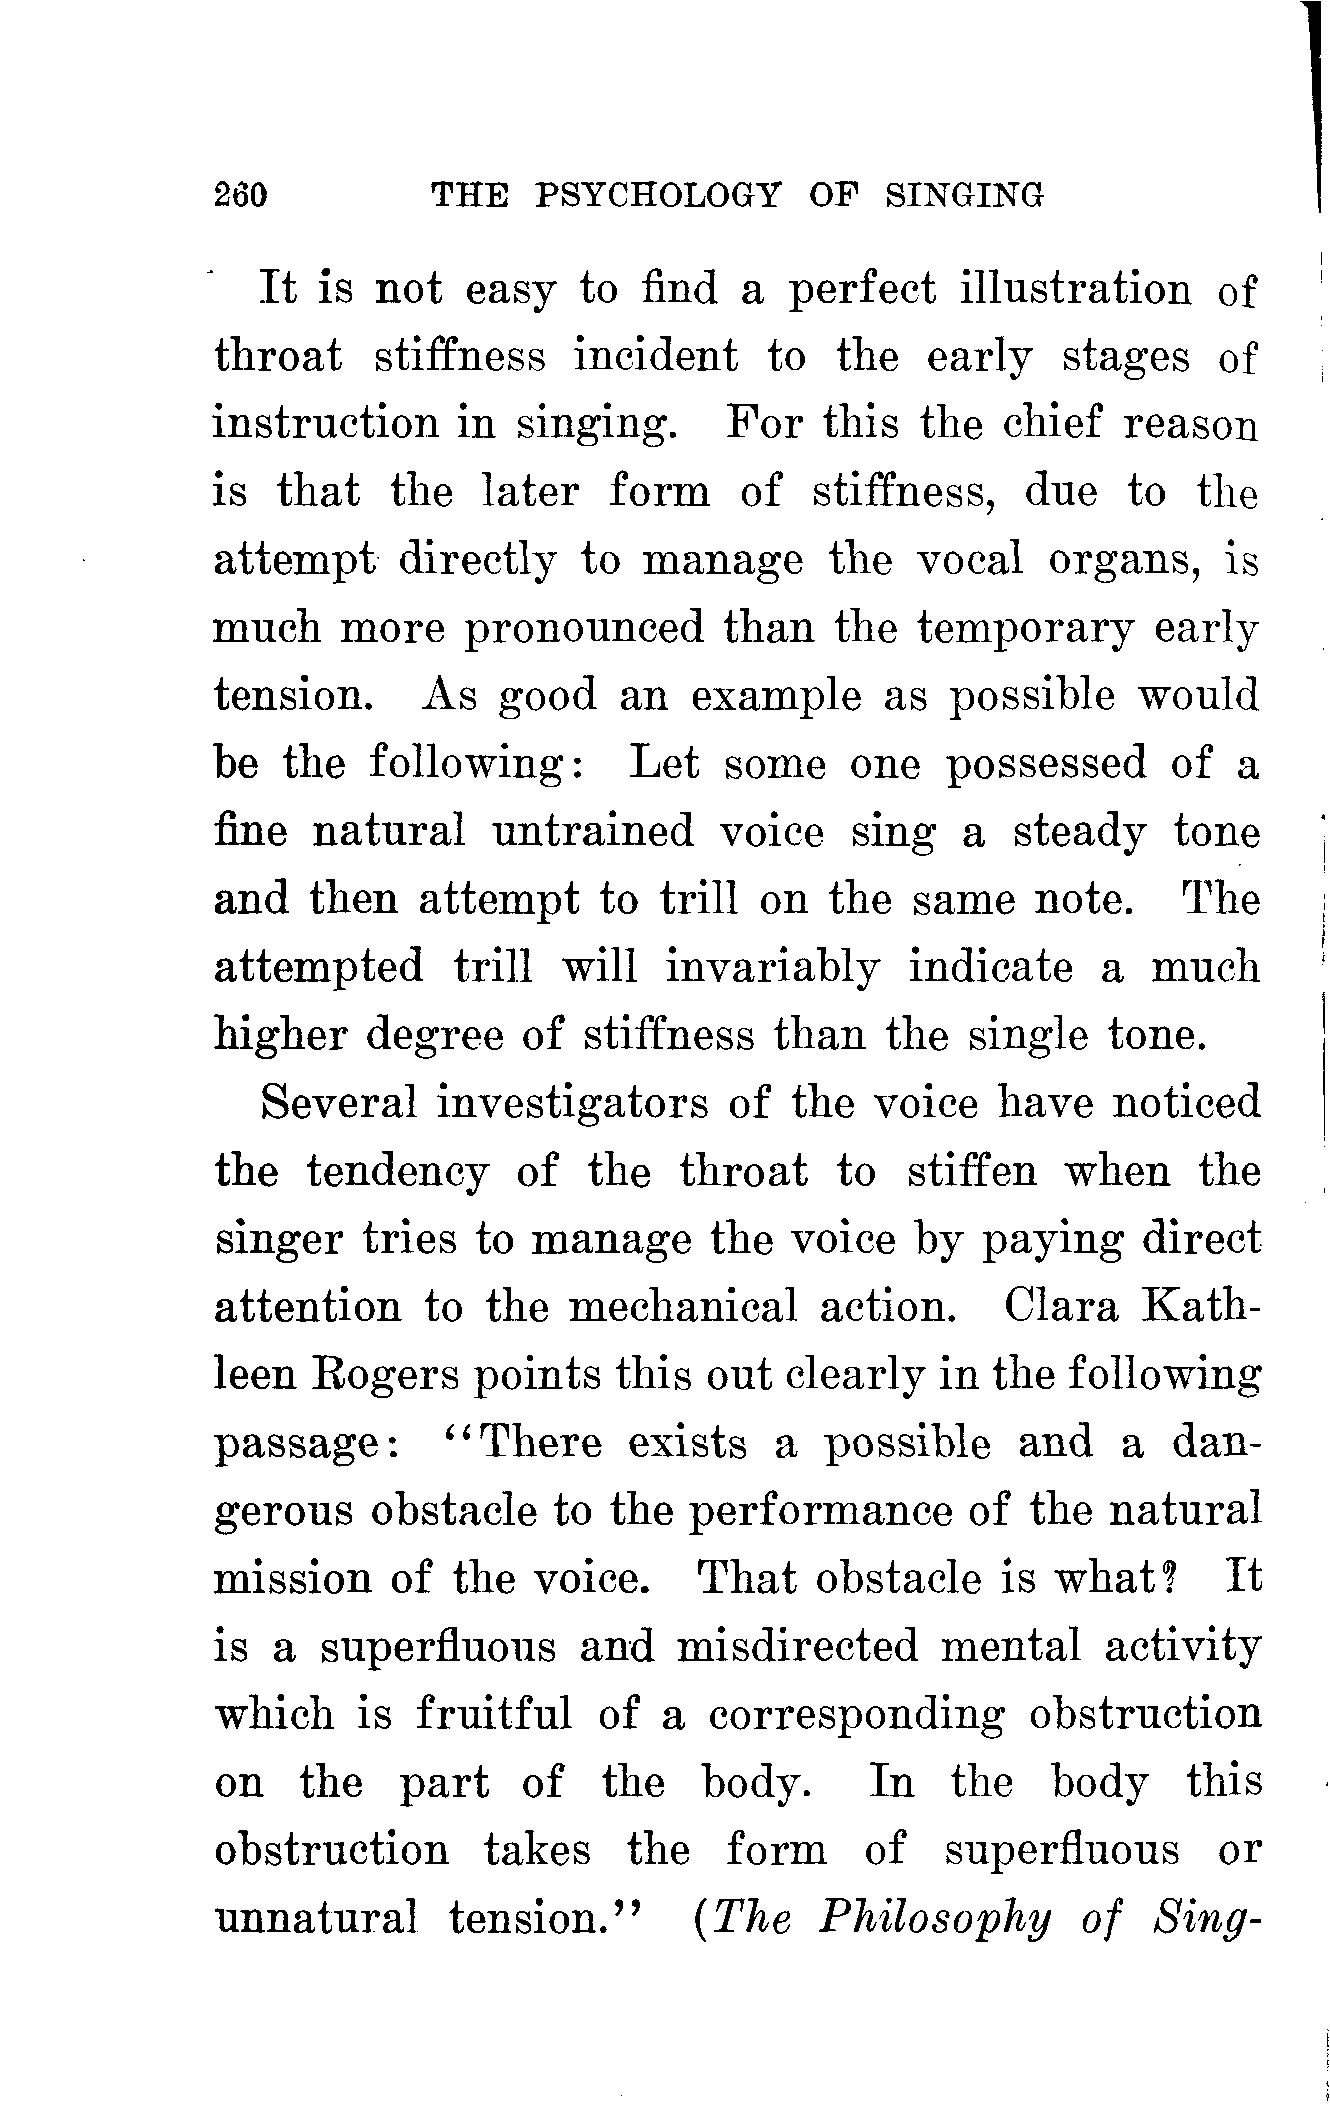 260 THE PSYCHOLOGY OF SINGING
It is not easy to find a perfect illustration of
throat stiffness incident to the early stages of
instruction in singing. For this the chief reason
is that the later form of stiffness, due to the
attempt directly to manage the vocal organs, is
much more pronounced than the temporary early
tension. As good an example as possible would
be the following: Let some one possessed of a
fine natural untrained voice sing a steady tone
and then attempt to trill on the same note. The
attempted trill will invariably indicate a much
higher degree of stiffness than the single tone.
Several investigators of the voice have noticed
the tendency of the throat to stiffen when the
singer tries to manage the voice by paying direct
attention to the mechanical action. Clara Kath-
leen Rogers points this out clearly in the following
passage: “There exists a possible and a dan-
gerous obstacle to the performance of the natural
mission of the voice. That obstacle is what? It
is a superfluous and misdirected mental activity
which is fruitful of a corresponding obstruction
on the part of the body. In the body this
obstruction takes the form of superfluous or
unnatural tension.” (The Philosophy of Sing-